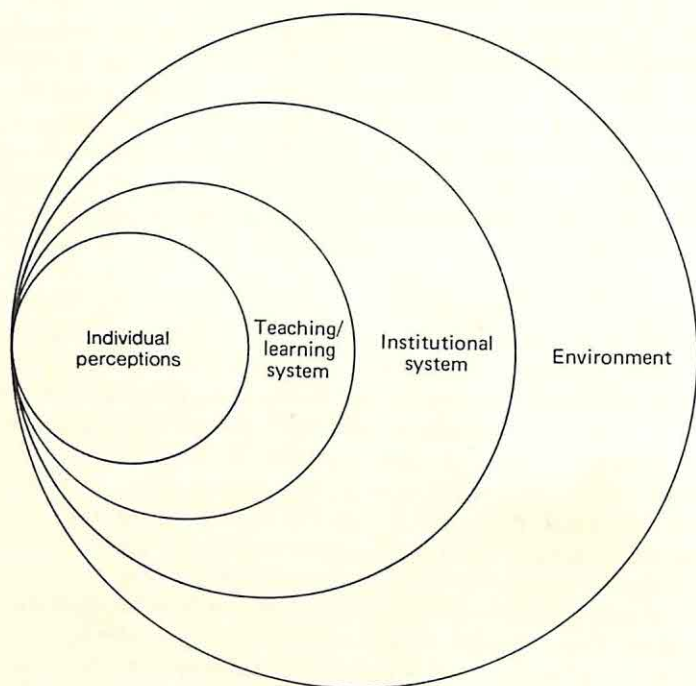 Individual
perceptions
Teaching/
learning
system
Institutional
system
Environment